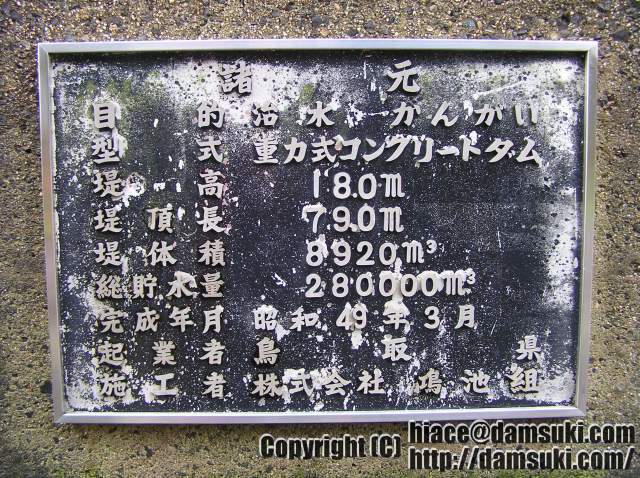 諸元
目的 治水 かんがい
型式 重力式コンクリートダム
堤高 18.0m
堤頂長 79.0m
堤体積 8920m³
総貯水量 280000m³
完成年月 昭和49年3月
起業者 鳥取県
施工者 株式会社 鴻池組
Copyright (C) hiace@damsuki.com
http://damsuki.com/